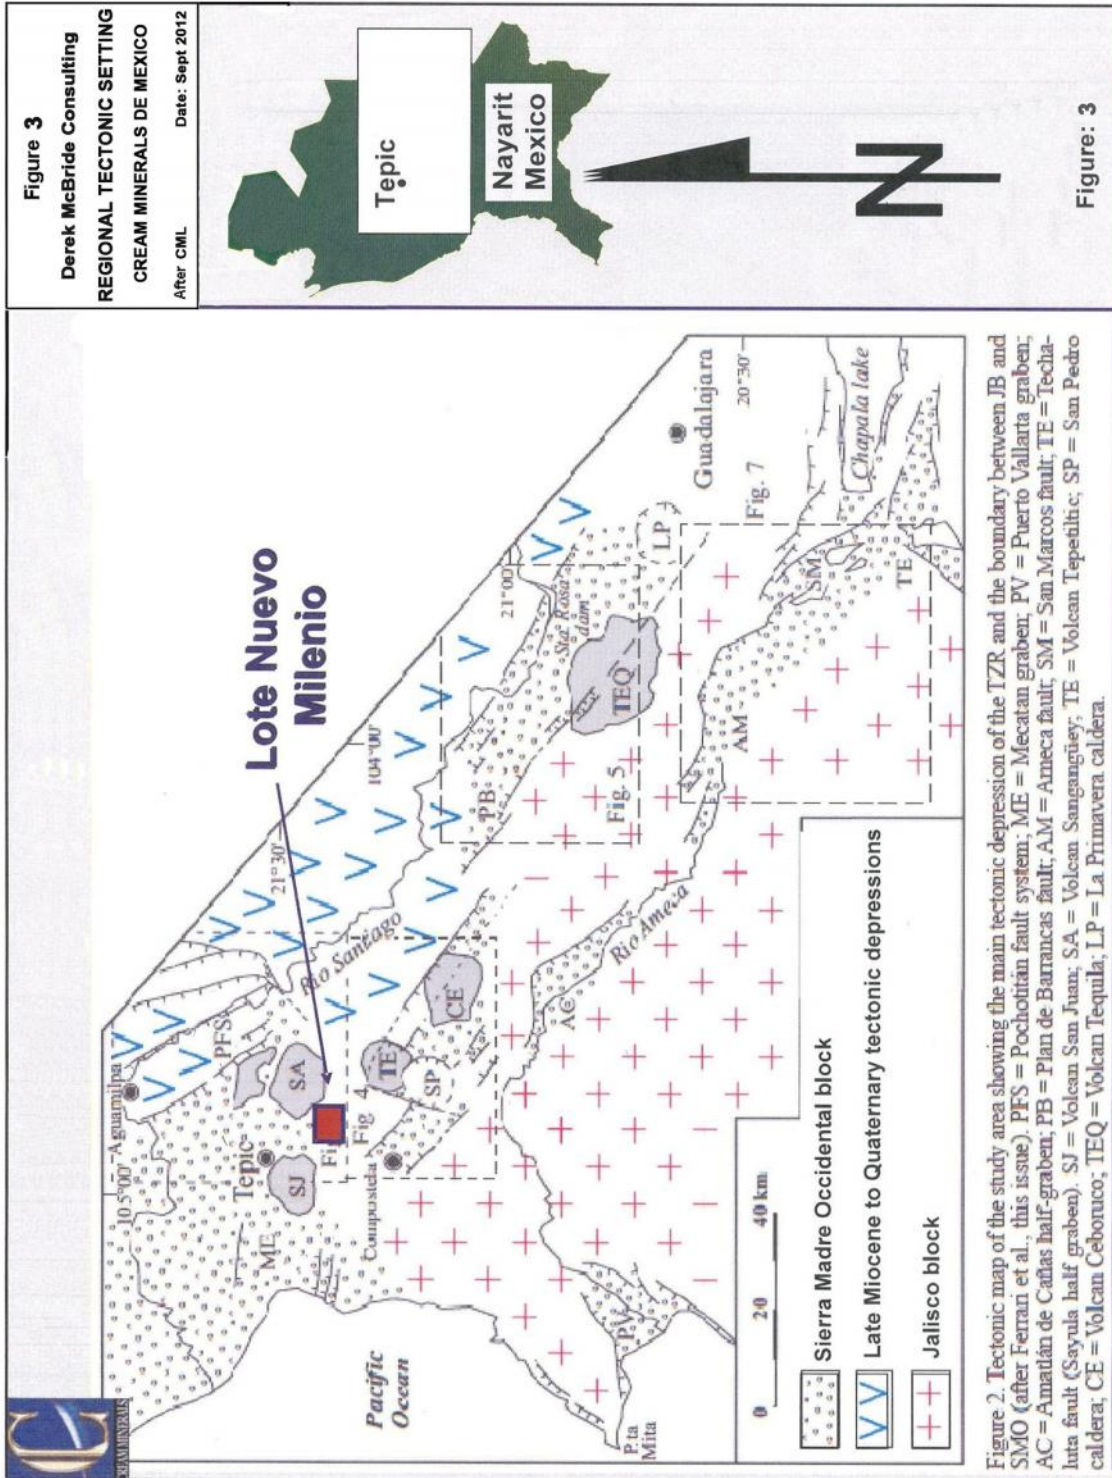 Figure 3
Derek McBride Consulting
REGIONAL TECTONIC SETTING
CREAM MINERALS DE MEXICO
After CML Date: Sept 2012
Tepic
Nayarit
Mexico
N
Figure: 3
CREAM MINERALS
Lote Nuevo
Milenio
Aguamilpa
105°00'
PFS
Tepic
SA
SJ
ME
Fig. 4
Compostela
TE
SP
CE
Rio Santiago
21°30'
104°00'
21°00'
PB
Sta. Rosa
dam
TEQ
LP
Fig. 5
Guadalajara
20°30'
Fig. 7
Chapala lake
SM
TE
AM
AC
Rio Ameca
Pacific
Ocean
P.ta
Mita
PV
0 20 40 km
Sierra Madre Occidental block
Late Miocene to Quaternary tectonic depressions
Jalisco block
Figure 2. Tectonic map of the study area showing the main tectonic depression of the TZR and the boundary between JB and
SMO (after Ferrari et al., this issue). PFS = Pochotitán fault system; ME = Mecatan graben; PV = Puerto Vallarta graben;
AC = Amatlán de Cañas half-graben; PB = Plan de Barrancas fault; AM = Ameca fault; SM = San Marcos fault; TE = Techa-
luta fault (Sayula half graben). SJ = Volcan San Juan; SA = Volcan Sangangüey; TE = Volcan Tepetiltic; SP = San Pedro
caldera; CE = Volcan Ceboruco; TEQ = Volcan Tequila; LP = La Primavera caldera.